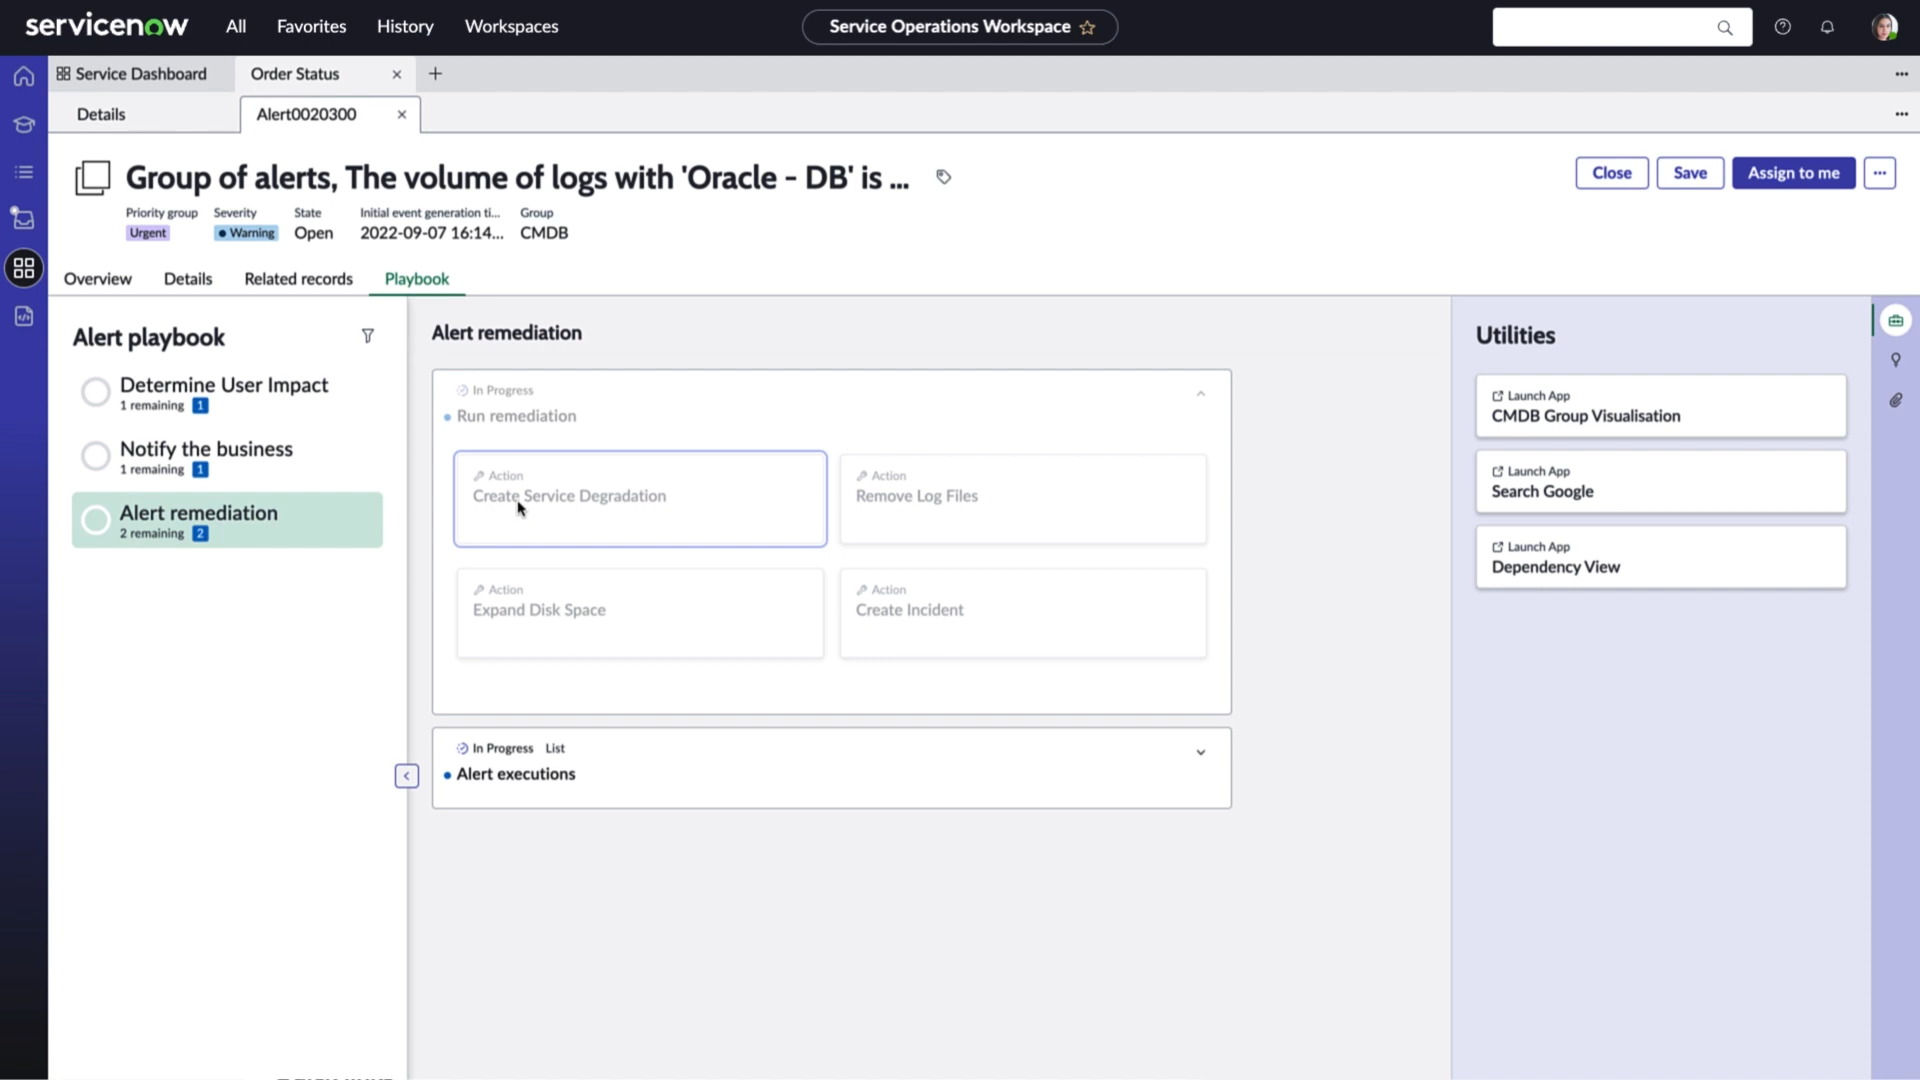 servicenow All Favorites History Workspaces Service Operations Workspace
Service Dashboard Order Status
Details Alert0020300
Group of alerts, The volume of logs with 'Oracle - DB' is ...
Close Save Assign to me
Priority group Severity State Initial event generation ti... Group
Urgent Warning Open 2022-09-07 16:14... CMDB
Overview Details Related records Playbook
Alert playbook
Determine User Impact
1 remaining 1
Notify the business
1 remaining 1
Alert remediation
2 remaining 2
Alert remediation
In Progress
Run remediation
Action
Create Service Degradation
Action
Remove Log Files
Action
Expand Disk Space
Action
Create Incident
In Progress List
Alert executions
Utilities
Launch App
CMDB Group Visualisation
Launch App
Search Google
Launch App
Dependency View